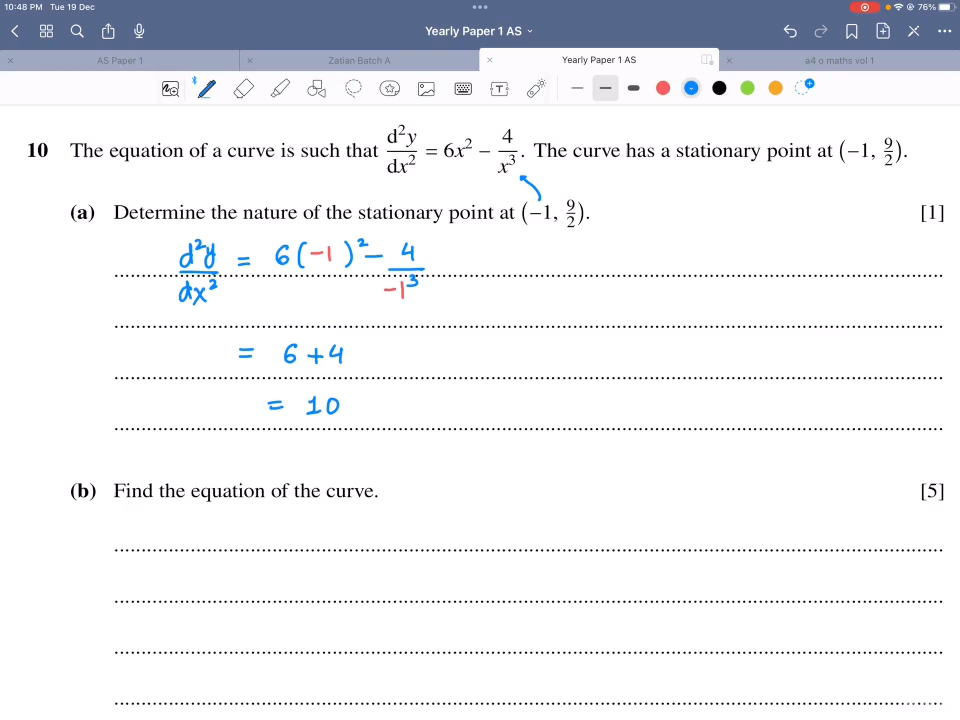 10:48 PM Tue 19 Dec
76%
Yearly Paper 1 AS
AS Paper 1
Zatian Batch A
Yearly Paper 1 AS
a4 o maths vol 1
10 The equation of a curve is such that d²y/dx² = 6x² − 4/x³. The curve has a stationary point at (−1, 9/2).
(a) Determine the nature of the stationary point at (−1, 9/2). [1]
d²y/dx² = 6(-1)² − 4/-1³
= 6 + 4
= 10
(b) Find the equation of the curve. [5]